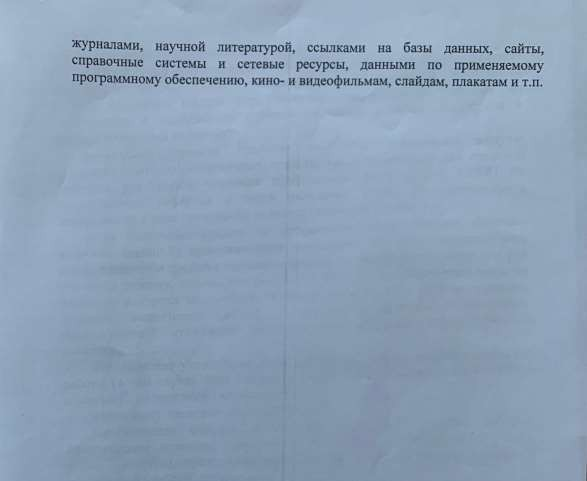 журналами, научной литературой, ссылками на базы данных, сайты,
справочные системы и сетевые ресурсы, данными по применяемому
программному обеспечению, кино- и видеофильмам, слайдам, плакатам и т.п.